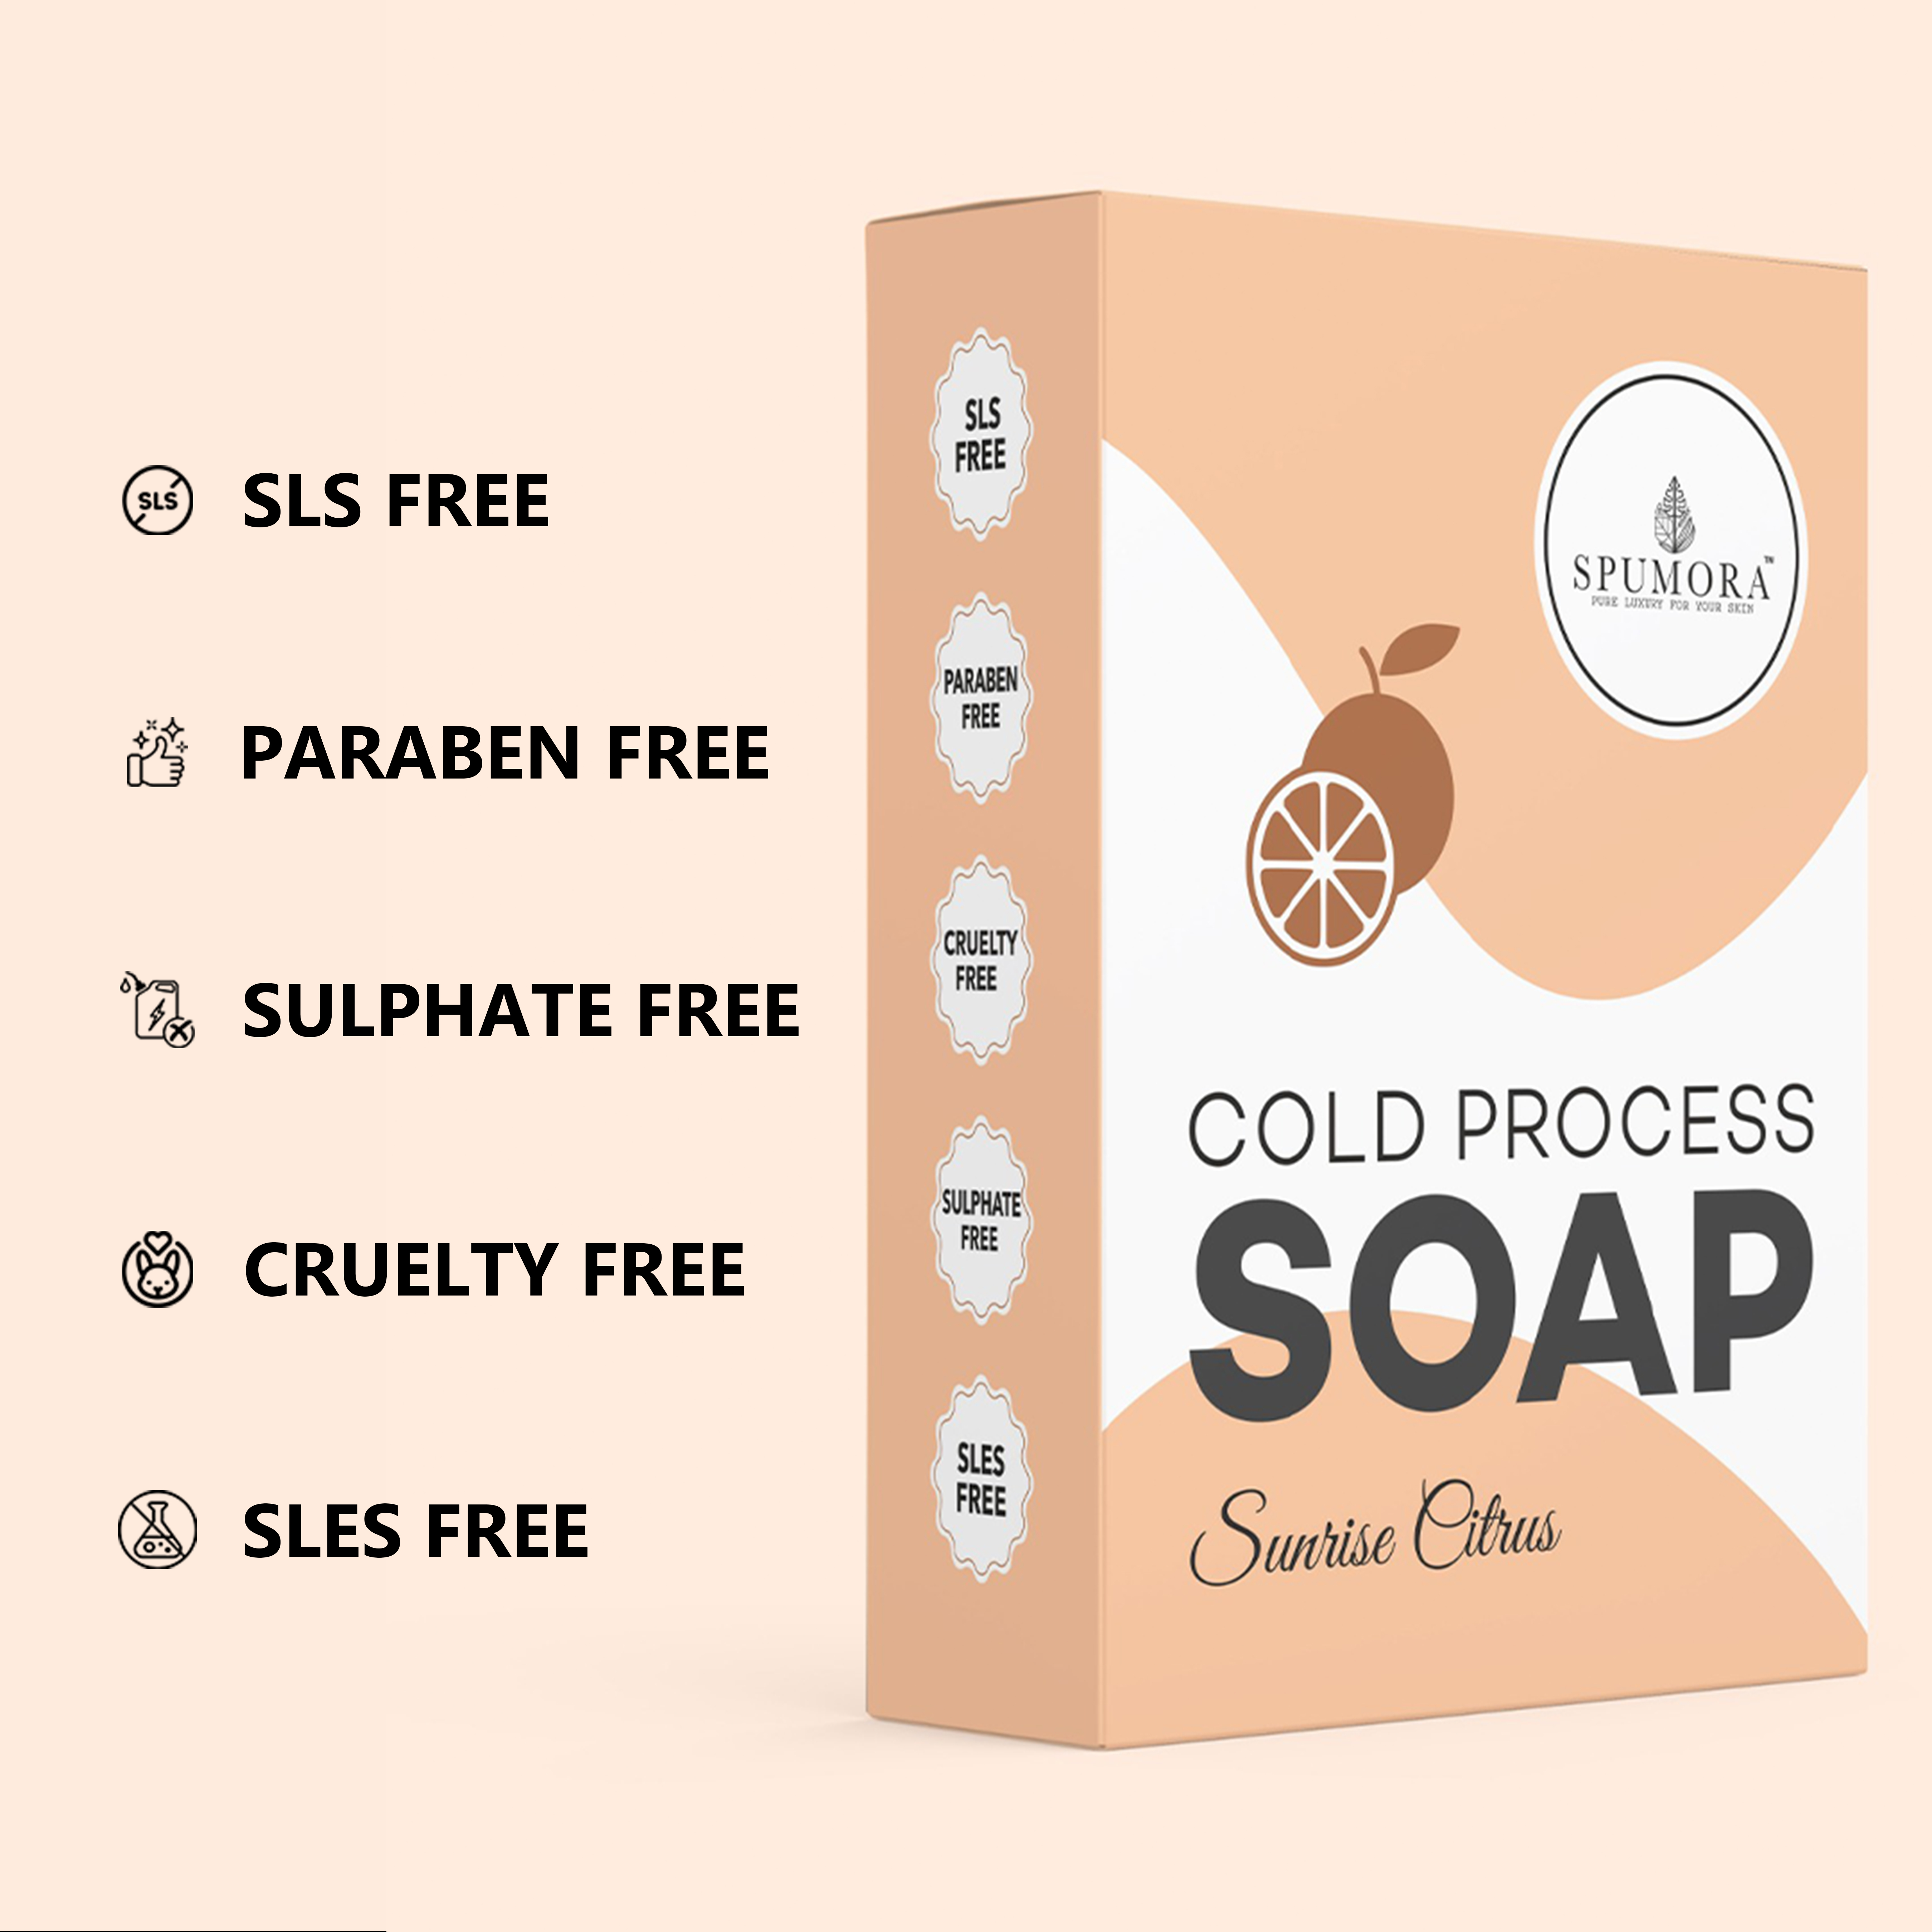 SLS
SLS FREE
PARABEN FREE
SULPHATE FREE
CRUELTY FREE
SLES FREE
SLS
FREE
PARABEN
FREE
CRUELTY
FREE
SULPHATE
FREE
SLES
FREE
SPUMORA™
PURE LUXURY FOR YOUR SKIN
COLD PROCESS
SOAP
Sunrise Citrus